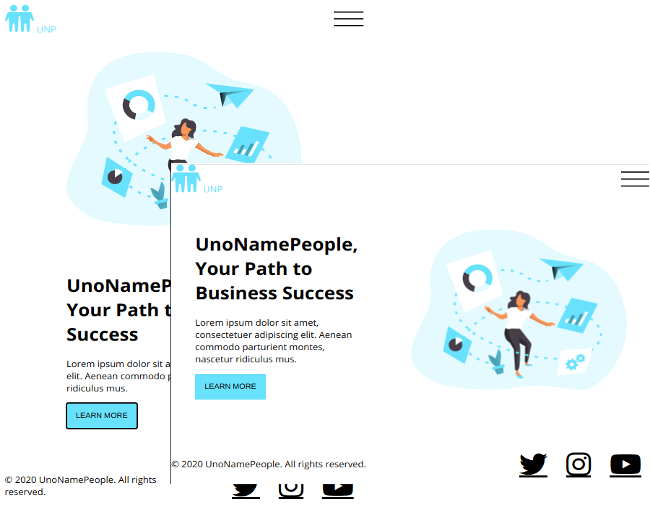 UNP
UnoNameP
Your Path t
Success
Lorem ipsum dolor sit a
elit. Aenean commodo p
ridiculus mus.
LEARN MORE
© 2020 UnoNamePeople. All rights
reserved.
UNP
UnoNamePeople,
Your Path to
Business Success
Lorem ipsum dolor sit amet,
consectetuer adipiscing elit. Aenean
commodo parturient montes,
nascetur ridiculus mus.
LEARN MORE
© 2020 UnoNamePeople. All rights reserved.